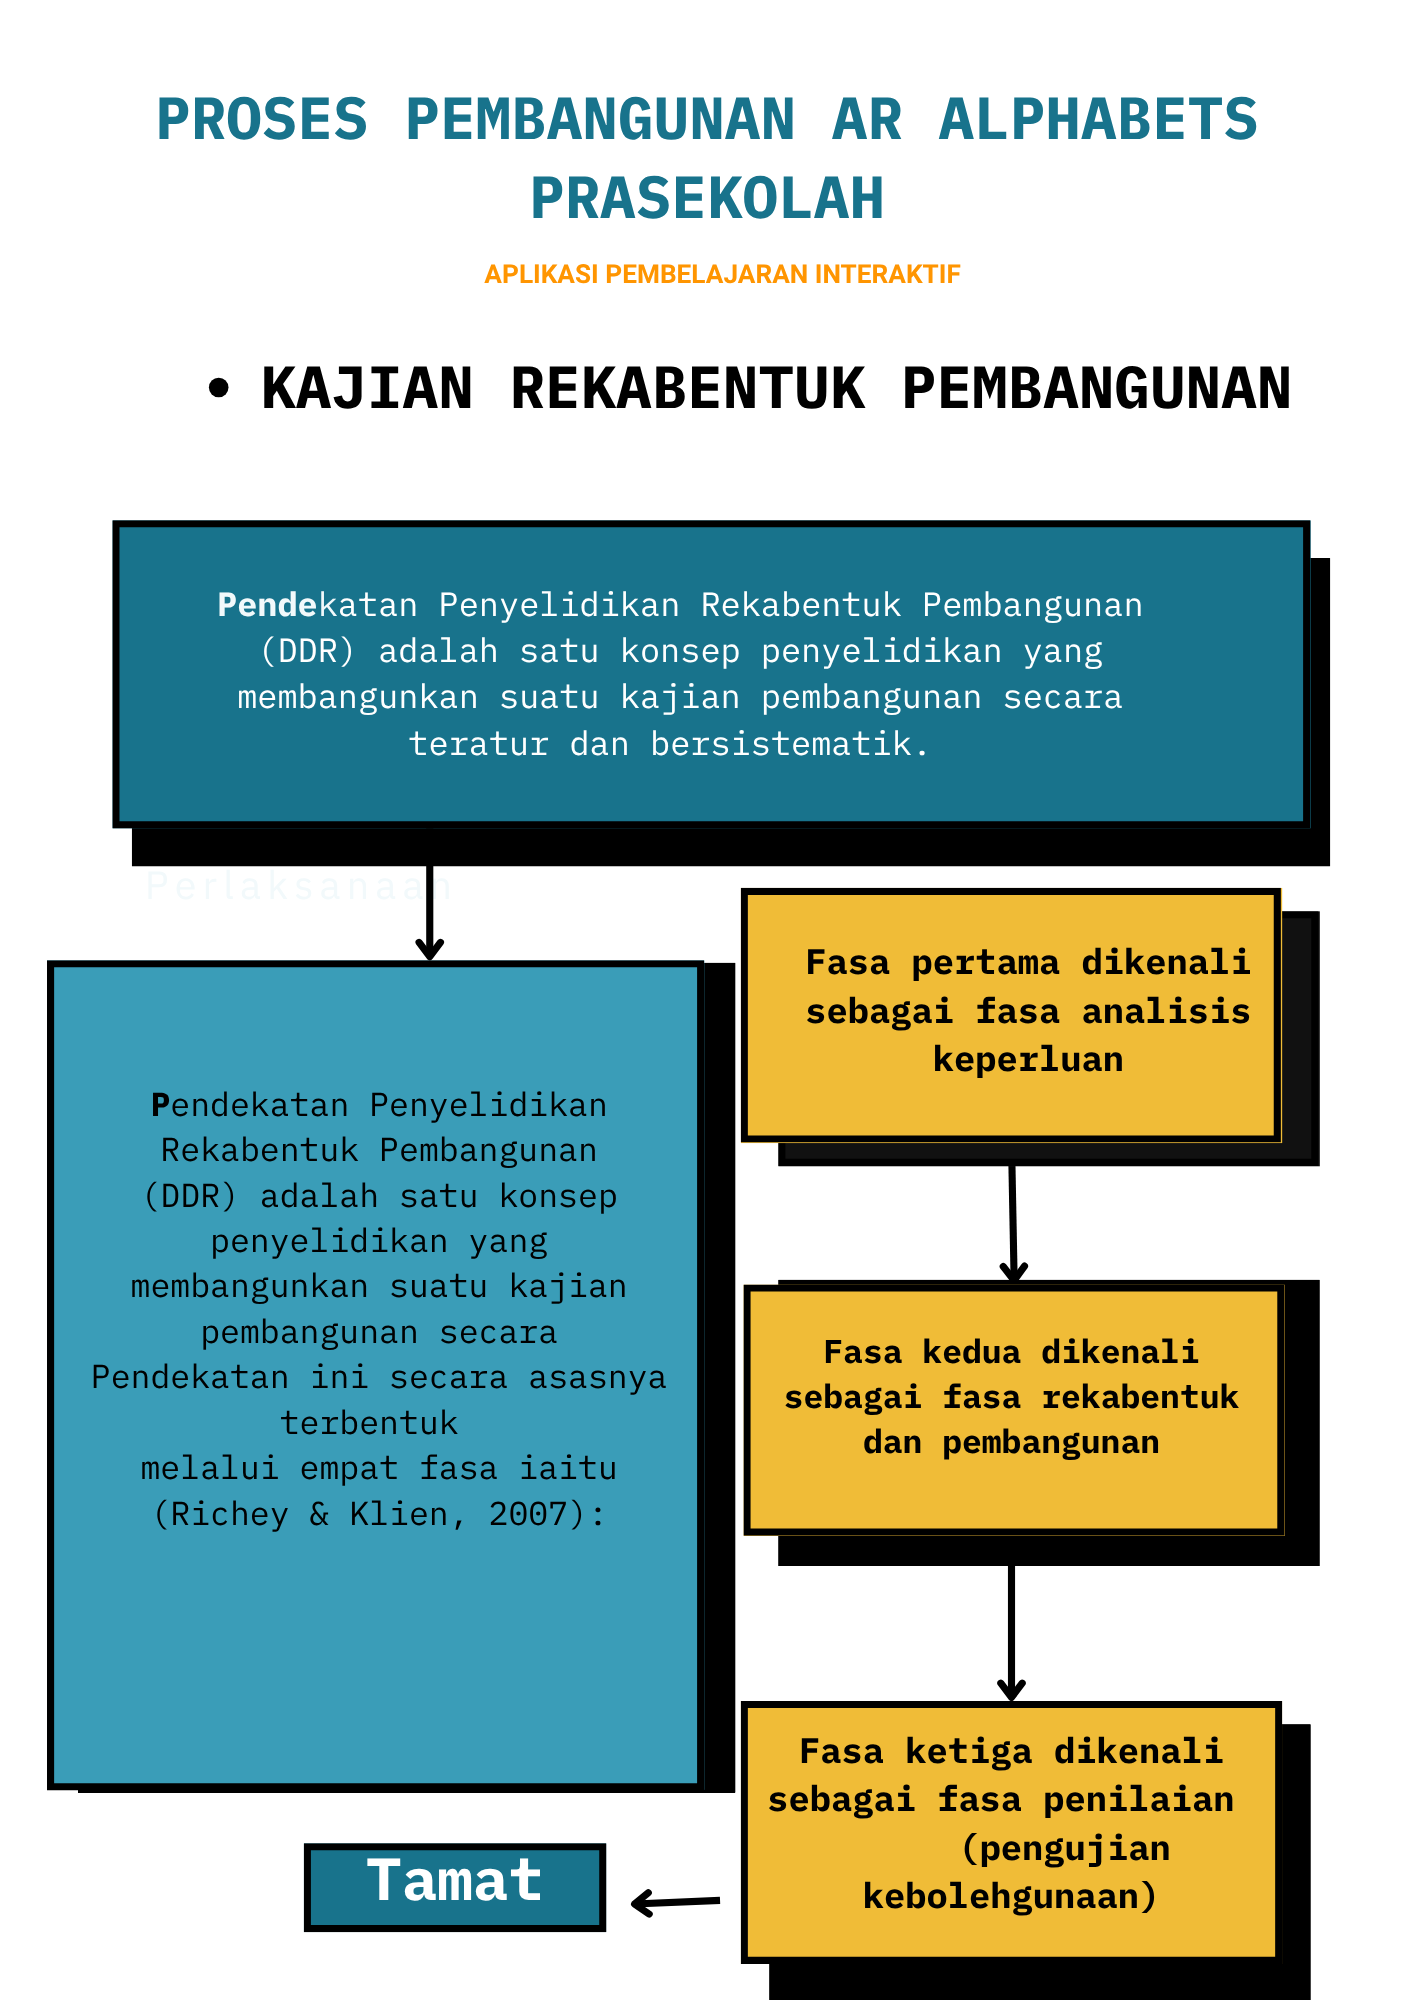 PROSES PEMBANGUNAN AR ALPHABETS
PRASEKOLAH
APLIKASI PEMBELAJARAN INTERAKTIF
• KAJIAN REKABENTUK PEMBANGUNAN
Pendekatan Penyelidikan Rekabentuk Pembangunan
(DDR) adalah satu konsep penyelidikan yang
membangunkan suatu kajian pembangunan secara
teratur dan bersistematik.
Perlaksanaan
Pendekatan Penyelidikan
Rekabentuk Pembangunan
(DDR) adalah satu konsep
penyelidikan yang
membangunkan suatu kajian
pembangunan secara
Pendekatan ini secara asasnya
terbentuk
melalui empat fasa iaitu
(Richey & Klien, 2007):
Fasa pertama dikenali
sebagai fasa analisis
keperluan
Fasa kedua dikenali
sebagai fasa rekabentuk
dan pembangunan
Fasa ketiga dikenali
sebagai fasa penilaian
(pengujian
kebolehgunaan)
Tamat